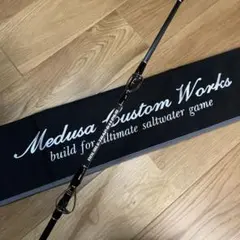 Medusa Custom Works
build for ultimate saltwater game